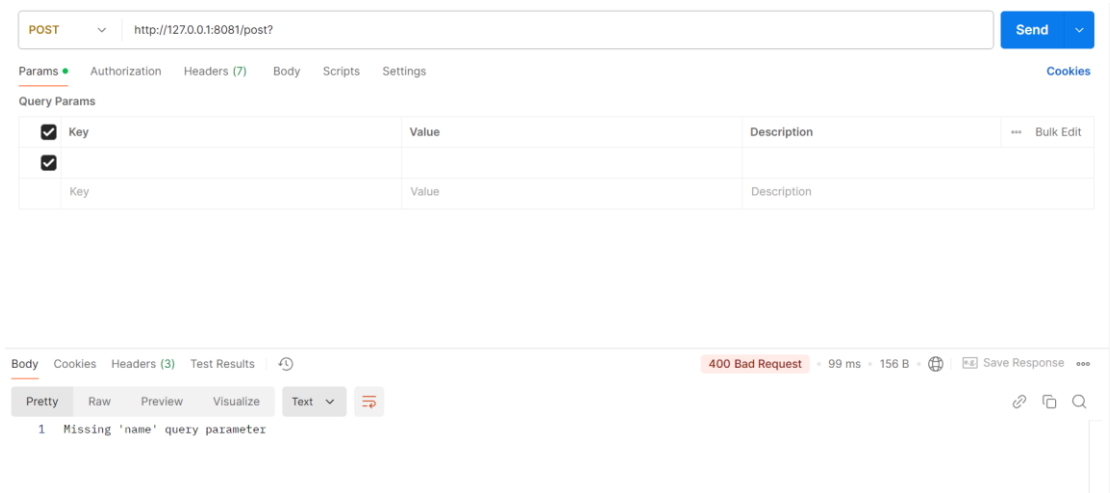 POST http://127.0.0.1:8081/post? Send
Params Authorization Headers (7) Body Scripts Settings Cookies
Query Params
Key Value Description Bulk Edit
Key Value Description
Body Cookies Headers (3) Test Results 400 Bad Request 99 ms 156 B e.g. Save Response
Pretty Raw Preview Visualize Text
1 Missing 'name' query parameter